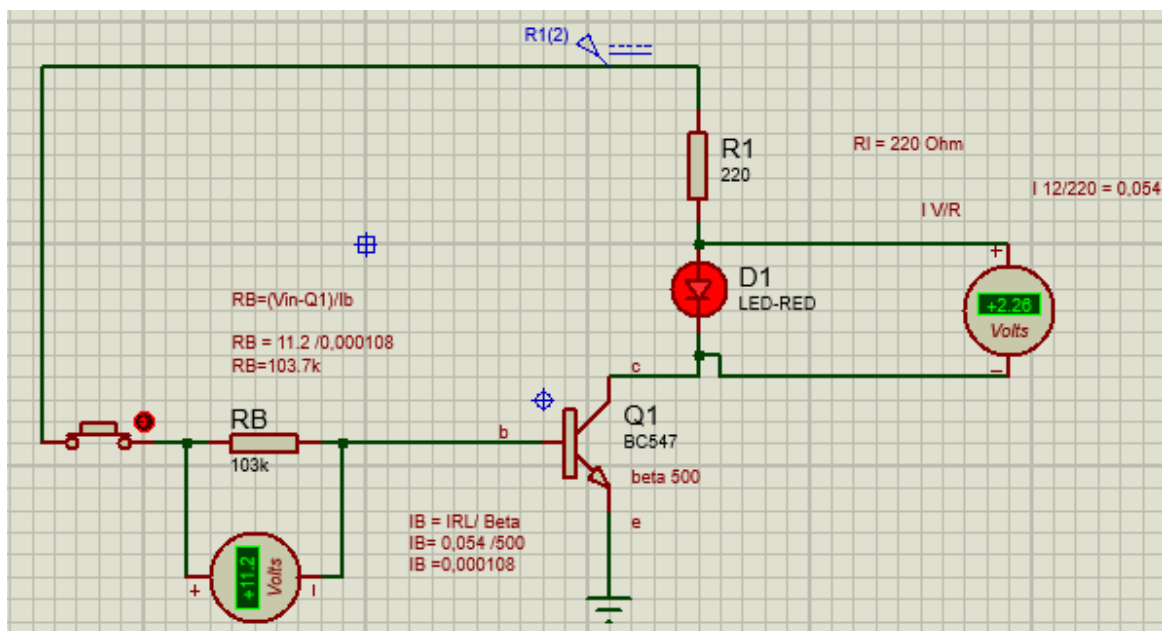 R1(2)
R1
220
RI = 220 Ohm
I 12/220 = 0,054
I V/R
D1
LED-RED
+2.26
Volts
+
−
RB=(Vin-Q1)/Ib
RB = 11.2 /0,000108
RB=103.7k
RB
103k
b
c
Q1
BC547
beta 500
e
IB = IRL/ Beta
IB= 0,054 /500
IB =0,000108
+11.2
Volts
+
−